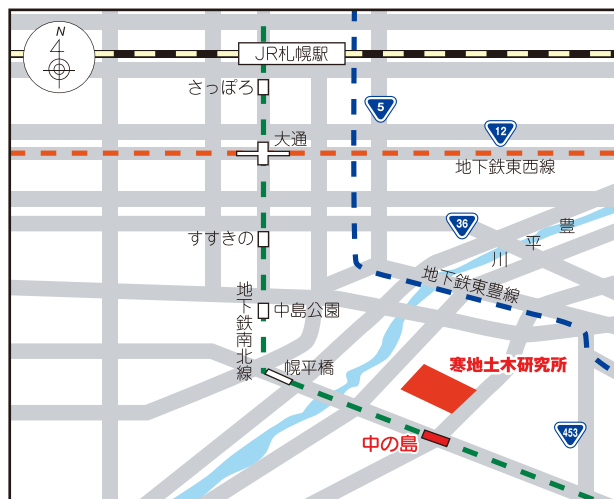 N
JR札幌駅
さっぽろ
5
大通
12
地下鉄東西線
36
豊平川
すすきの
地下鉄東豊線
地下鉄南北線
中島公園
幌平橋
寒地土木研究所
中の島
453